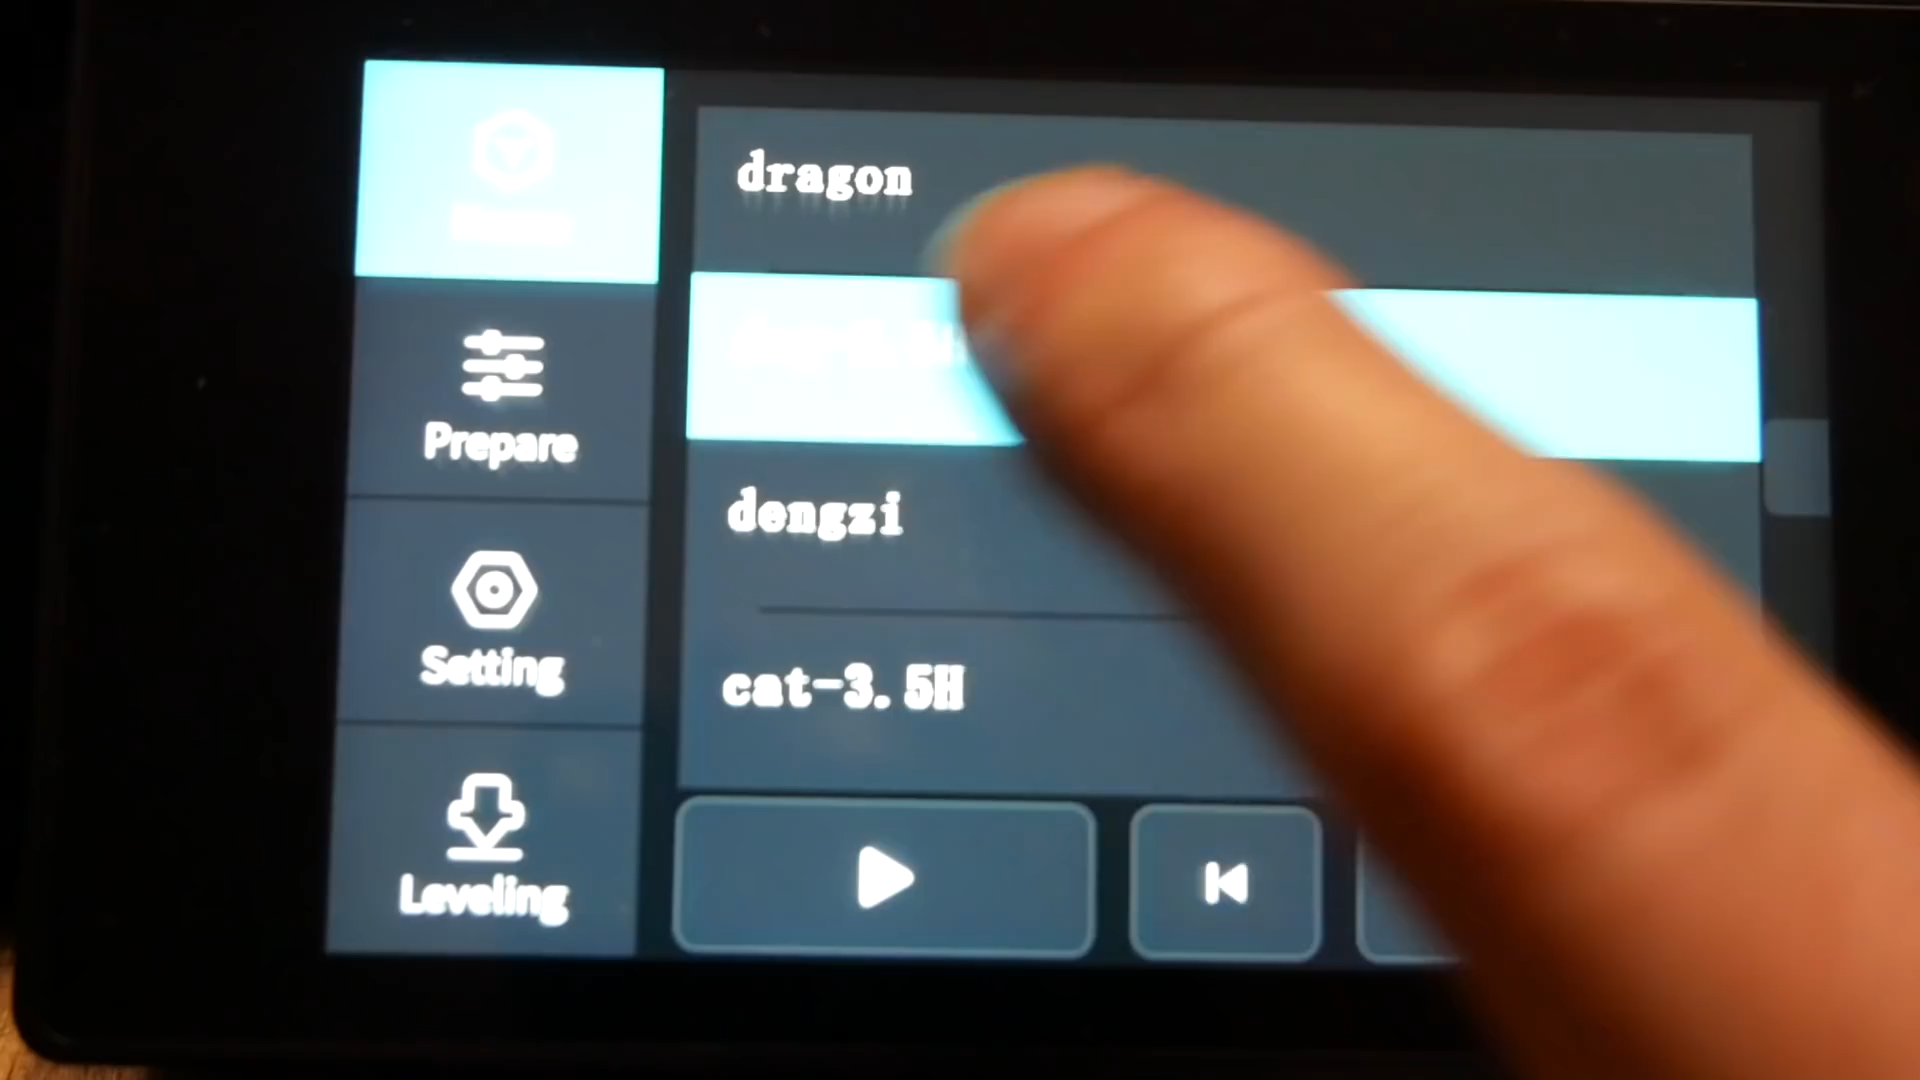 dragon
Prepare
dengzi
Setting
cat-3.5H
Leveling